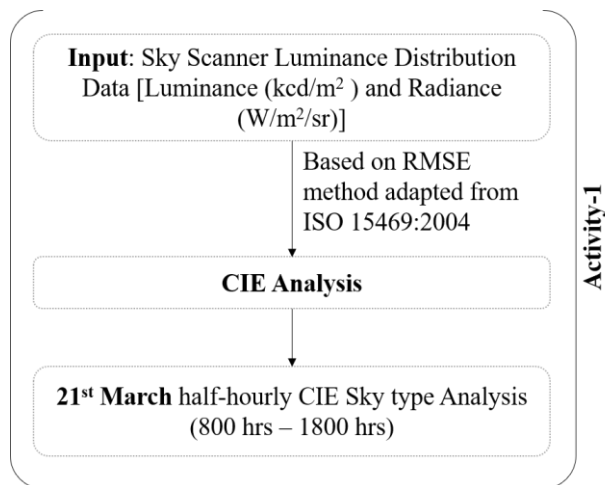 Input: Sky Scanner Luminance Distribution
Data [Luminance (kcd/m² ) and Radiance
(W/m²/sr)]
Based on RMSE
method adapted from
ISO 15469:2004
CIE Analysis
21ˢᵗ March half-hourly CIE Sky type Analysis
(800 hrs – 1800 hrs)
Activity-1